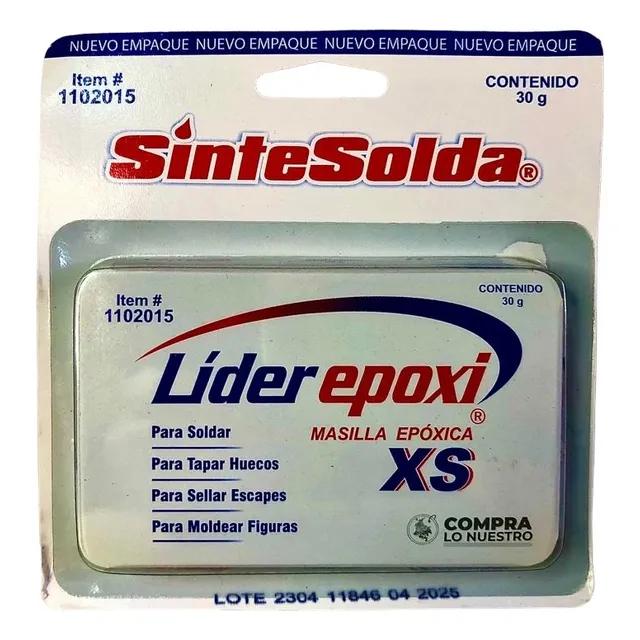 NUEVO EMPAQUE NUEVO EMPAQUE NUEVO EMPAQUE NUEVO EMPAQUE
Item #
1102015
CONTENIDO
30 g
SinteSolda®
Item #
1102015
CONTENIDO
30 g
Líderepoxi®
MASILLA EPÓXICA
XS
Para Soldar
Para Tapar Huecos
Para Sellar Escapes
Para Moldear Figuras
COMPRA
LO NUESTRO
LOTE 2304 11846 04 2025